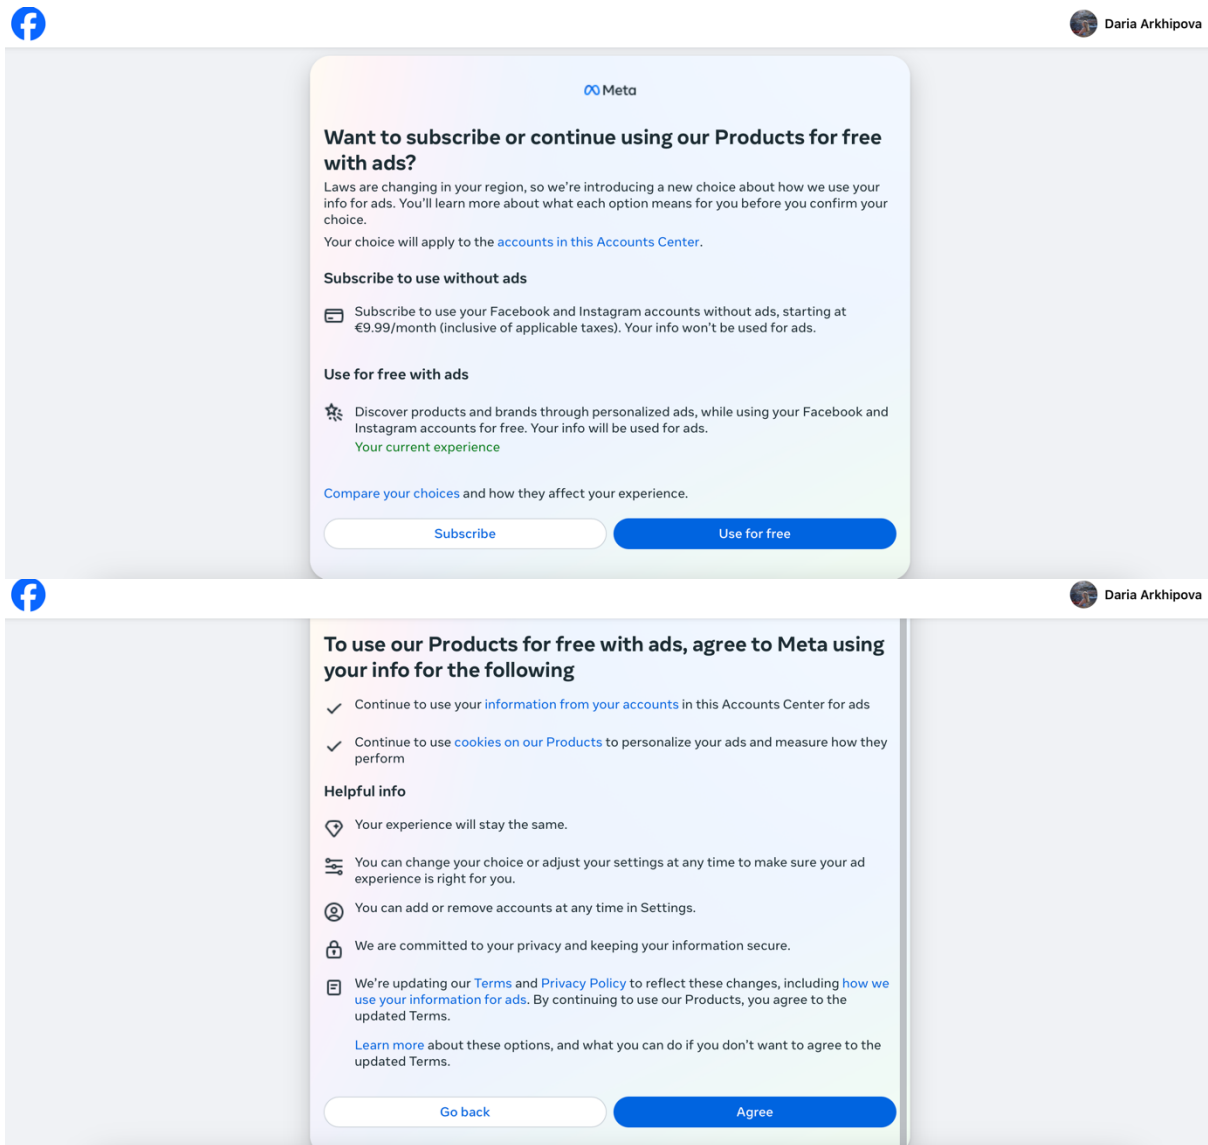 Daria Arkhipova
Meta
Want to subscribe or continue using our Products for free
with ads?
Laws are changing in your region, so we’re introducing a new choice about how we use your
info for ads. You’ll learn more about what each option means for you before you confirm your
choice.
Your choice will apply to the accounts in this Accounts Center.
Subscribe to use without ads
Subscribe to use your Facebook and Instagram accounts without ads, starting at
€9.99/month (inclusive of applicable taxes). Your info won’t be used for ads.
Use for free with ads
Discover products and brands through personalized ads, while using your Facebook and
Instagram accounts for free. Your info will be used for ads.
Your current experience
Compare your choices and how they affect your experience.
Subscribe
Use for free
Daria Arkhipova
To use our Products for free with ads, agree to Meta using
your info for the following
Continue to use your information from your accounts in this Accounts Center for ads
Continue to use cookies on our Products to personalize your ads and measure how they
perform
Helpful info
Your experience will stay the same.
You can change your choice or adjust your settings at any time to make sure your ad
experience is right for you.
You can add or remove accounts at any time in Settings.
We are committed to your privacy and keeping your information secure.
We’re updating our Terms and Privacy Policy to reflect these changes, including how we
use your information for ads. By continuing to use our Products, you agree to the
updated Terms.
Learn more about these options, and what you can do if you don’t want to agree to the
updated Terms.
Go back
Agree